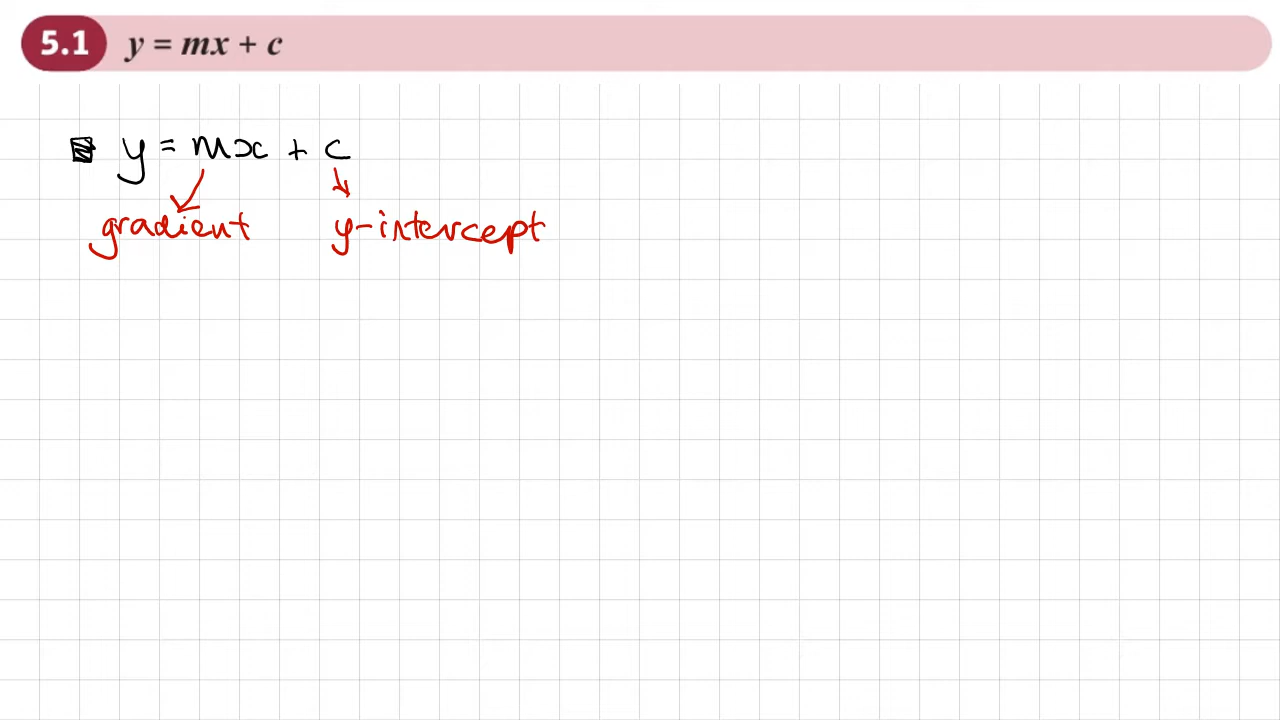 5.1 y = mx + c
y = mx + c
gradient y-intercept